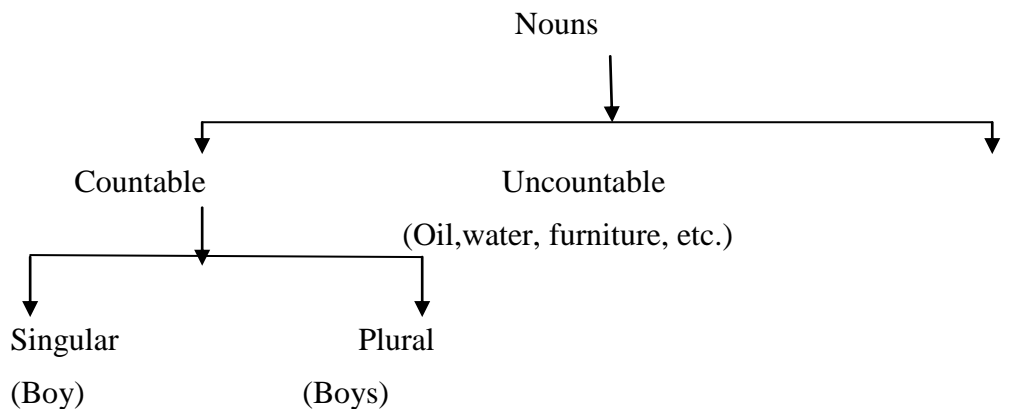 Nouns
Countable Uncountable
(Oil,water, furniture, etc.)
Singular Plural
(Boy) (Boys)